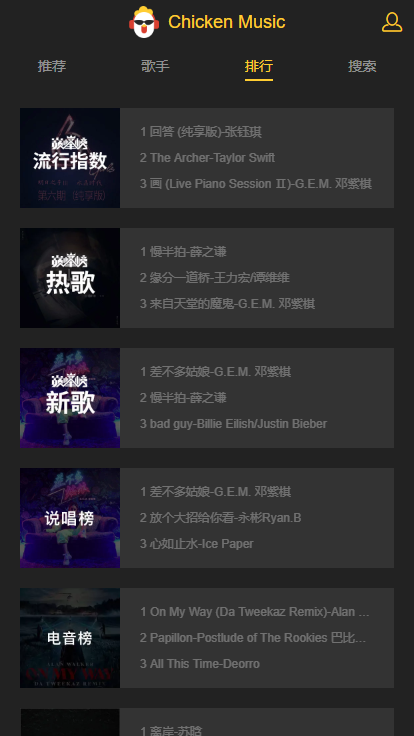 Chicken Music
推荐
歌手
排行
搜索
巅峰榜
流行指数
1 回答 (纯享版)-张钰琪
2 The Archer-Taylor Swift
3 画 (Live Piano Session Ⅱ)-G.E.M. 邓紫棋
巅峰榜
热歌
1 慢半拍-薛之谦
2 缘分一道桥-王力宏/谭维维
3 来自天堂的魔鬼-G.E.M. 邓紫棋
巅峰榜
新歌
1 差不多姑娘-G.E.M. 邓紫棋
2 慢半拍-薛之谦
3 bad guy-Billie Eilish/Justin Bieber
说唱榜
1 差不多姑娘-G.E.M. 邓紫棋
2 放个大招给你看-永彬Ryan.B
3 心如止水-Ice Paper
电音榜
1 On My Way (Da Tweekaz Remix)-Alan ...
2 Papillon-Postlude of The Rookies 巴比...
3 All This Time-Deorro
1 离岸-苏晗